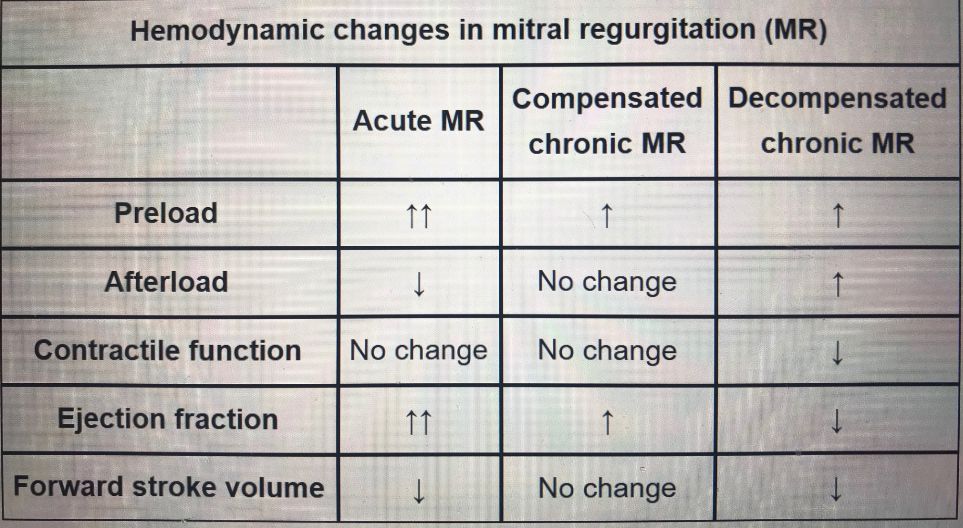 Hemodynamic changes in mitral regurgitation (MR)
Acute MR Compensated chronic MR Decompensated chronic MR
Preload ↑↑ ↑ ↑
Afterload ↓ No change ↑
Contractile function No change No change ↓
Ejection fraction ↑↑ ↑ ↓
Forward stroke volume ↓ No change ↓